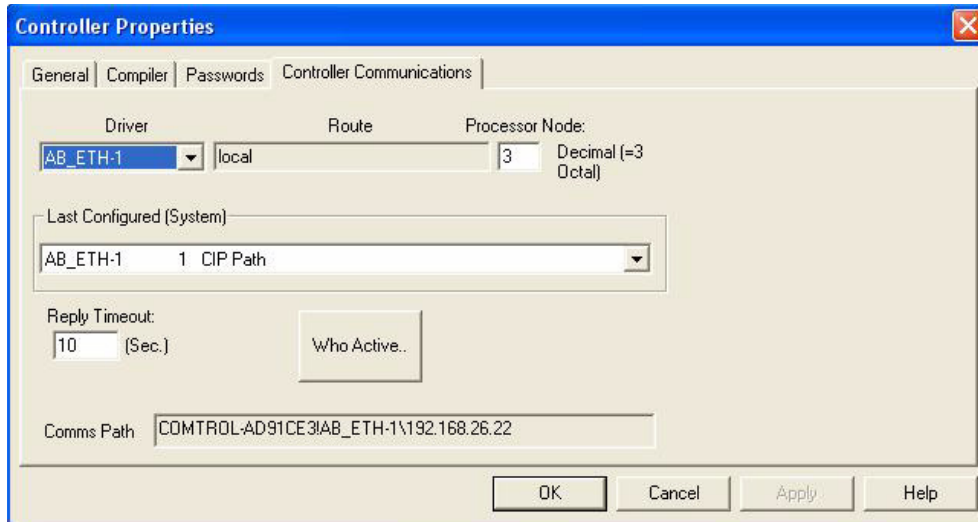 Controller Properties
General Compiler Passwords Controller Communications
Driver Route Processor Node:
AB_ETH-1 local 3 Decimal (=3
Octal)
Last Configured (System)
AB_ETH-1 1 CIP Path
Reply Timeout:
10 (Sec.) Who Active..
Comms Path COMTROL-AD91CE3!AB_ETH-1\192.168.26.22
OK Cancel Apply Help